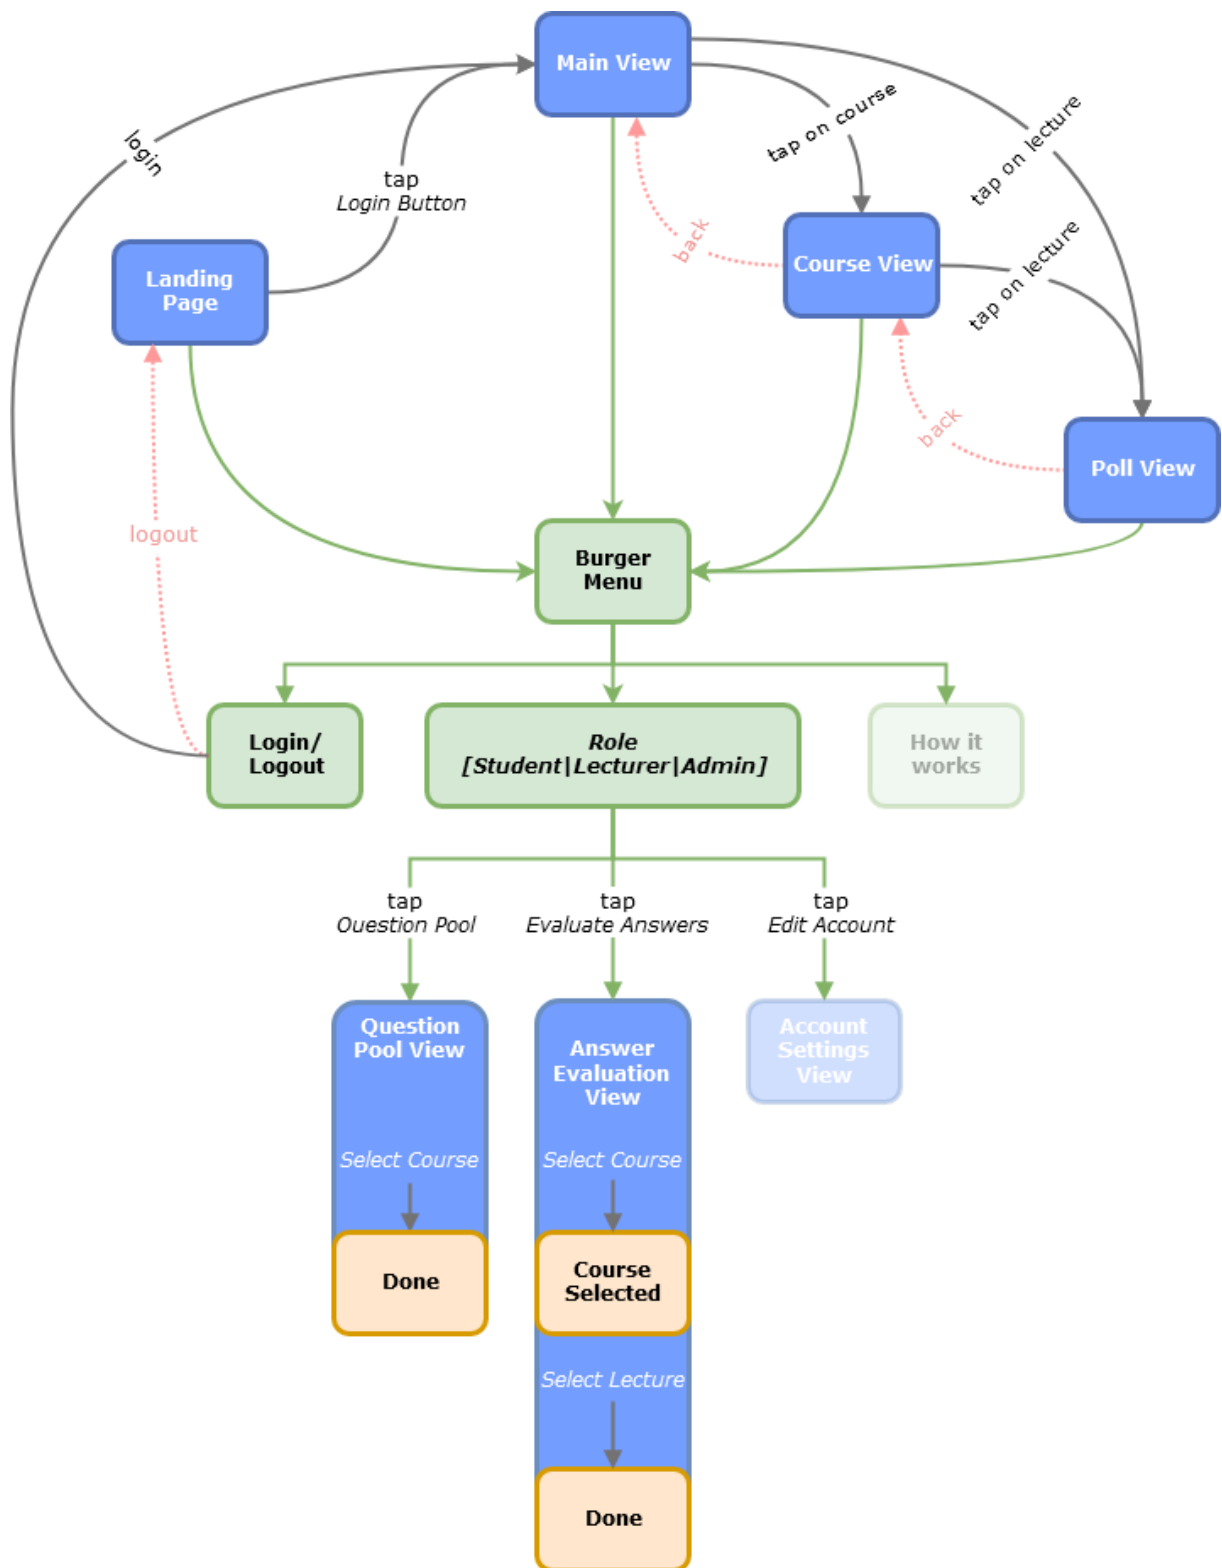 Main View
tap on course
tap on lecture
login
tap
Login Button
back
Landing
Page
Course View
tap on lecture
back
Poll View
logout
Burger
Menu
Login/
Logout
Role
[Student|Lecturer|Admin]
How it
works
tap
Question Pool
tap
Evaluate Answers
tap
Edit Account
Question
Pool View
Answer
Evaluation
View
Account
Settings
View
Select Course
Select Course
Done
Course
Selected
Select Lecture
Done